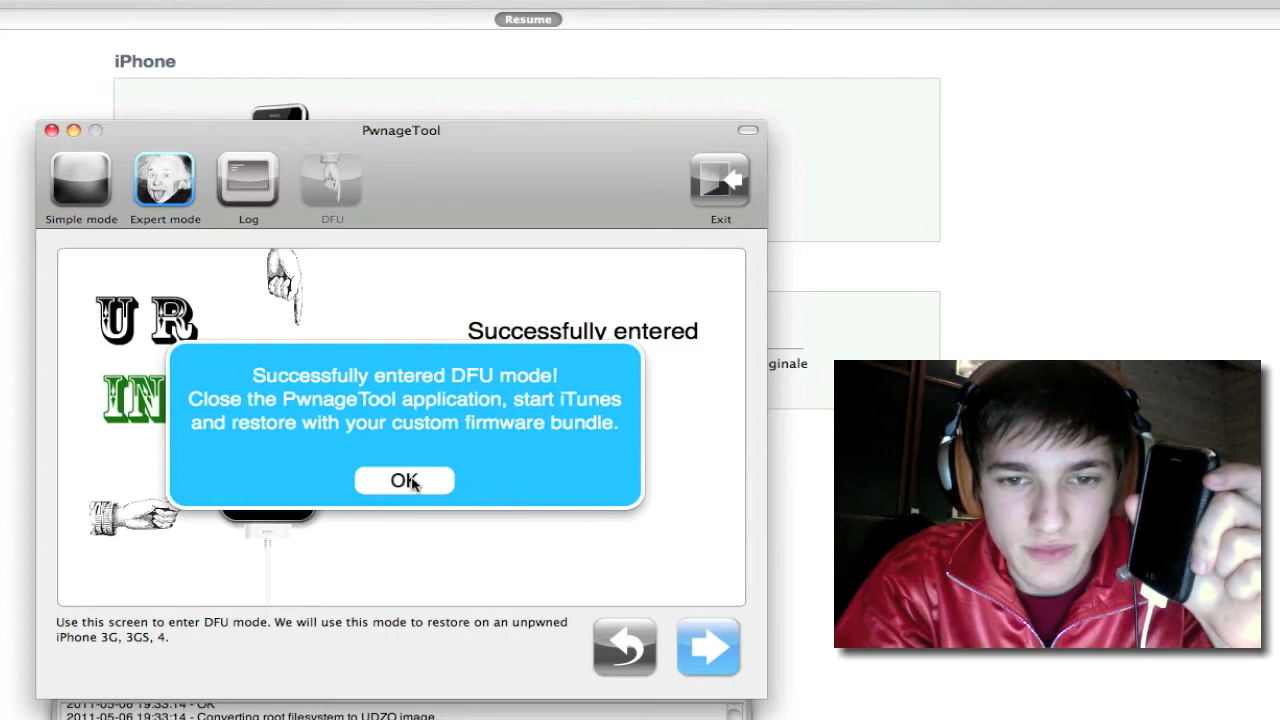 Resume
iPhone
PwnageTool
Simple mode
Expert mode
Log
DFU
Exit
UR
Successfully entered
IN
Successfully entered DFU mode!
Close the PwnageTool application, start iTunes
and restore with your custom firmware bundle.
OK
ginale
Use this screen to enter DFU mode. We will use this mode to restore on an unpwned
iPhone 3G, 3GS, 4.
2011-05-06 19:33:14 - OK
2011-05-06 19:33:14 - Converting root filesystem to UDZO image.